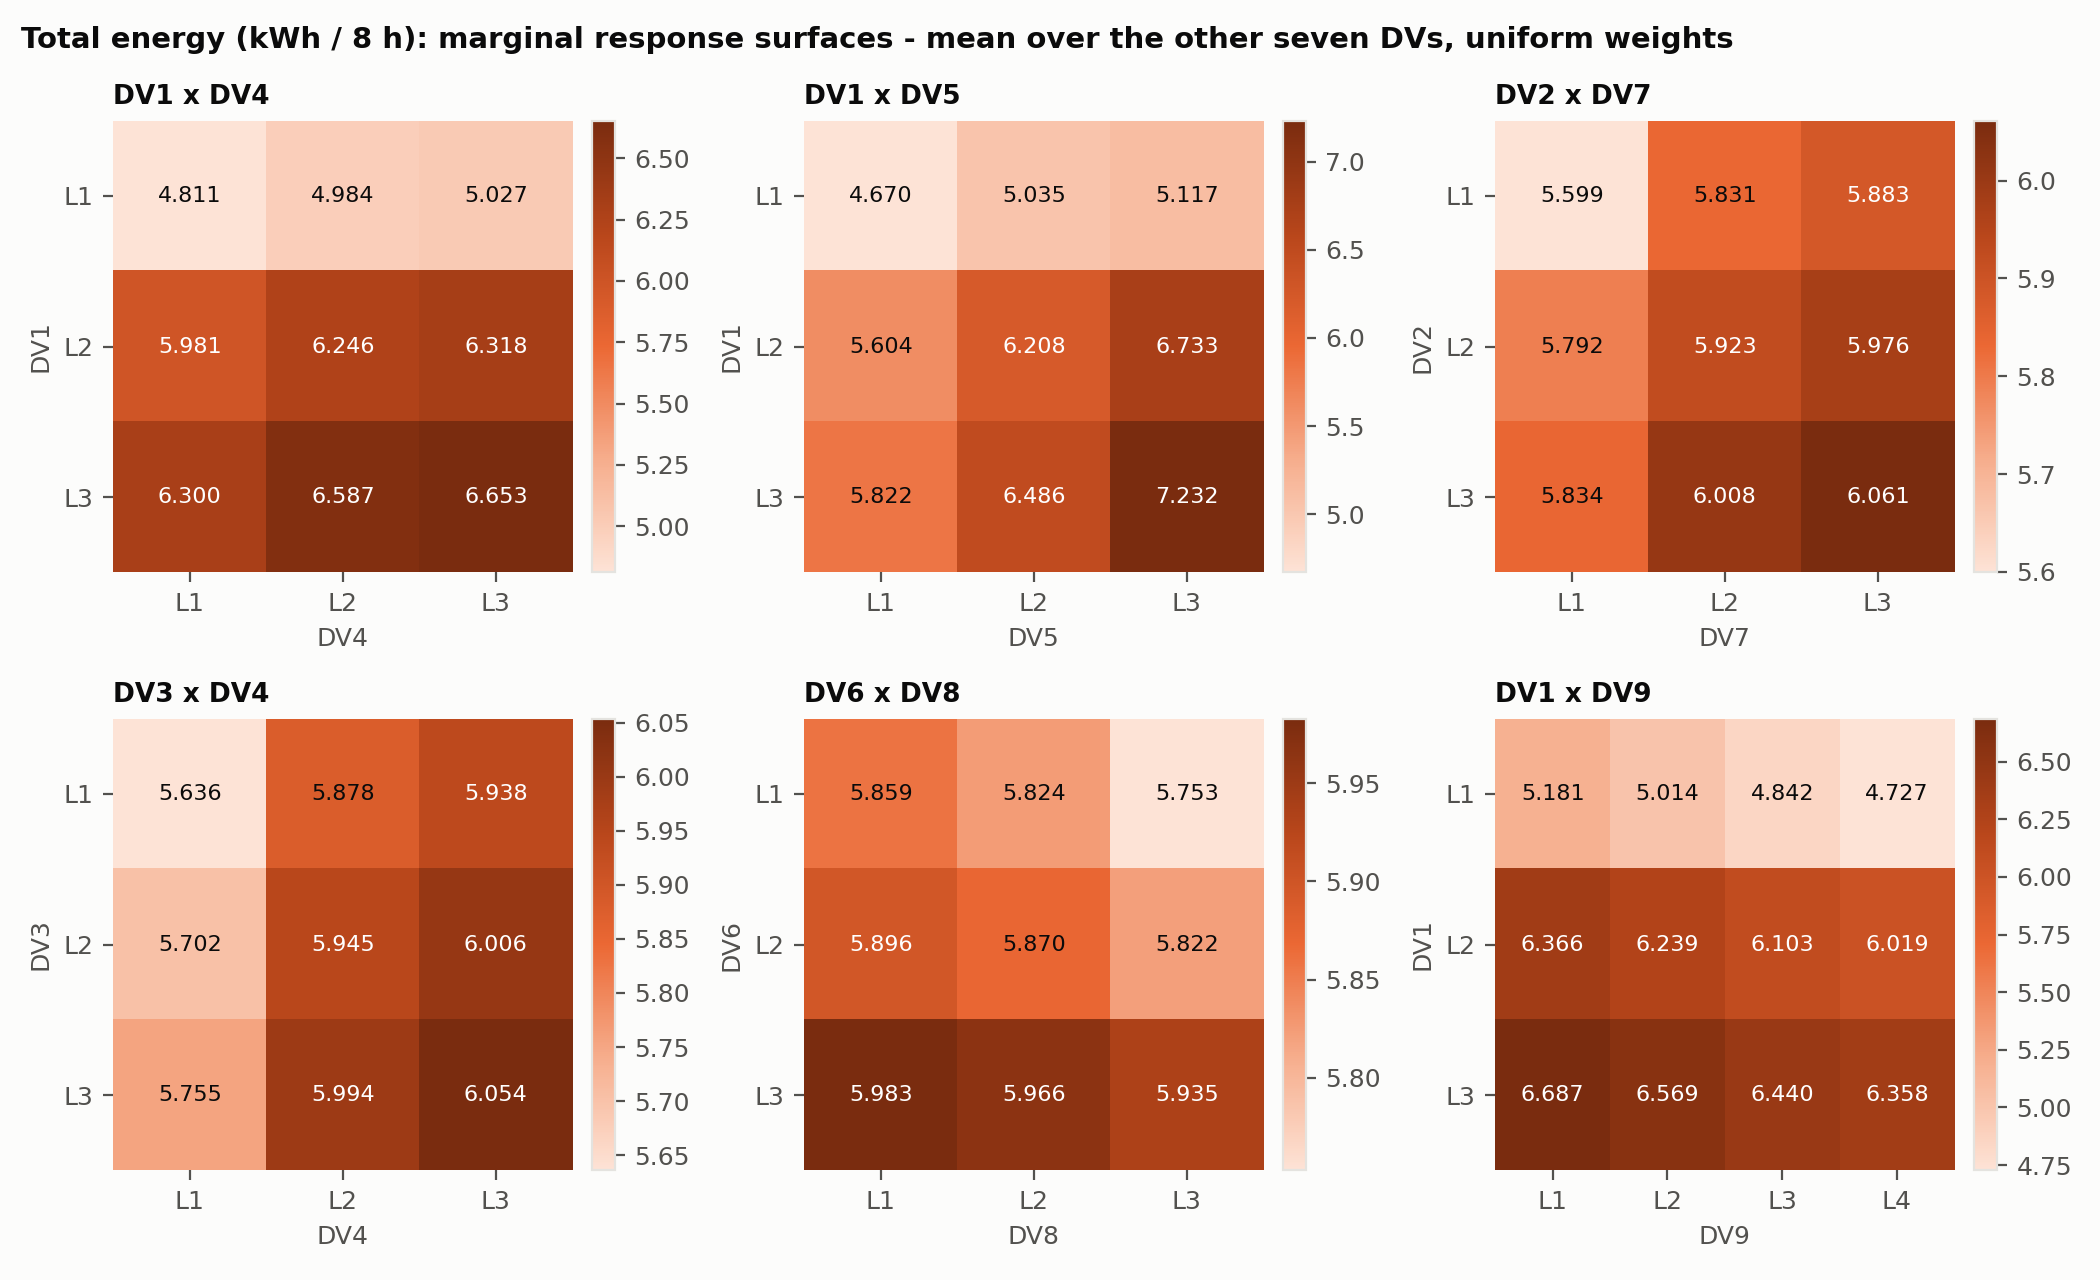 Total energy (kWh / 8 h): marginal response surfaces - mean over the other seven DVs, uniform weights
DV1 x DV4
4.811 4.984 5.027
5.981 6.246 6.318
6.300 6.587 6.653
L1
L2
L3
DV1
L1 L2 L3
DV4
6.50
6.25
6.00
5.75
5.50
5.25
5.00
DV1 x DV5
4.670 5.035 5.117
5.604 6.208 6.733
5.822 6.486 7.232
L1
L2
L3
DV1
L1 L2 L3
DV5
7.0
6.5
6.0
5.5
5.0
DV2 x DV7
5.599 5.831 5.883
5.792 5.923 5.976
5.834 6.008 6.061
L1
L2
L3
DV2
L1 L2 L3
DV7
6.0
5.9
5.8
5.7
5.6
DV3 x DV4
5.636 5.878 5.938
5.702 5.945 6.006
5.755 5.994 6.054
L1
L2
L3
DV3
L1 L2 L3
DV4
6.05
6.00
5.95
5.90
5.85
5.80
5.75
5.70
5.65
DV6 x DV8
5.859 5.824 5.753
5.896 5.870 5.822
5.983 5.966 5.935
L1
L2
L3
DV6
L1 L2 L3
DV8
5.95
5.90
5.85
5.80
DV1 x DV9
5.181 5.014 4.842 4.727
6.366 6.239 6.103 6.019
6.687 6.569 6.440 6.358
L1
L2
L3
DV1
L1 L2 L3 L4
DV9
6.50
6.25
6.00
5.75
5.50
5.25
5.00
4.75